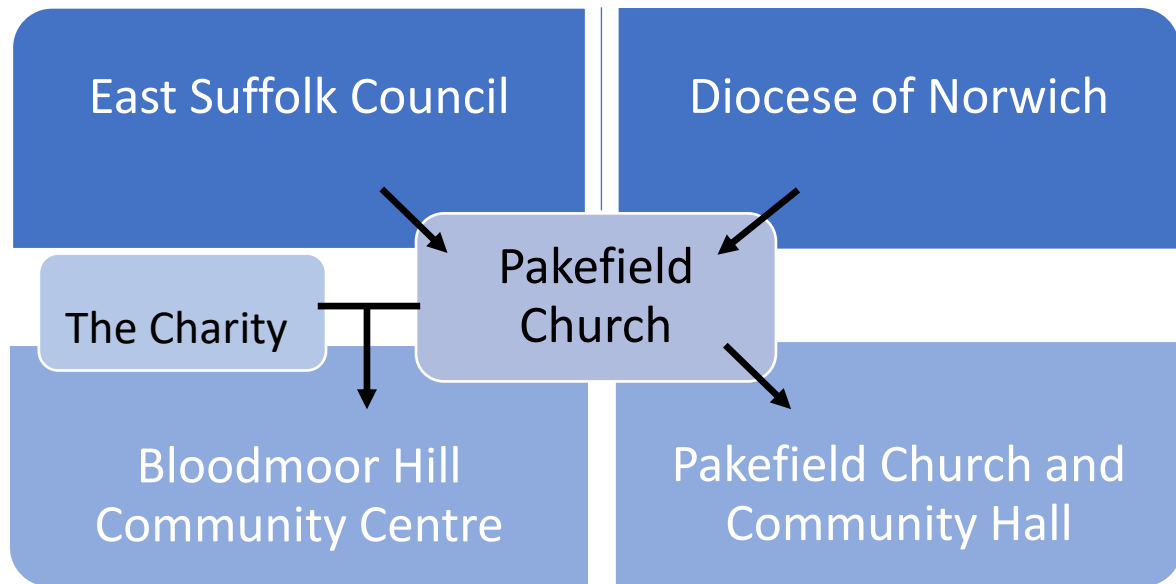 East Suffolk Council
Diocese of Norwich
Pakefield
Church
The Charity
Bloodmoor Hill
Community Centre
Pakefield Church and
Community Hall